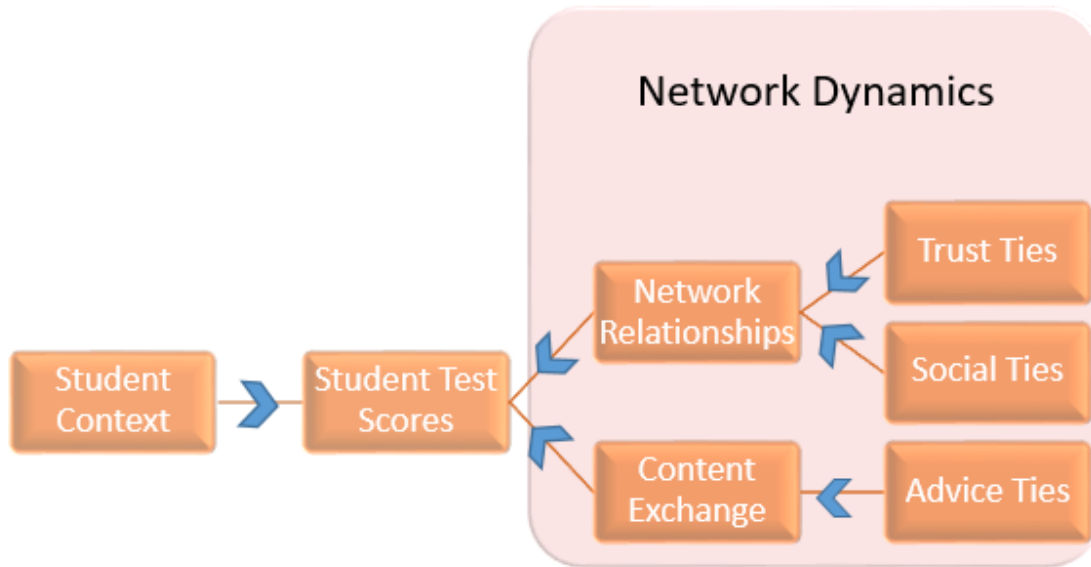 Network Dynamics
Trust Ties
Network
Relationships
Social Ties
Student
Context
Student Test
Scores
Content
Exchange
Advice Ties